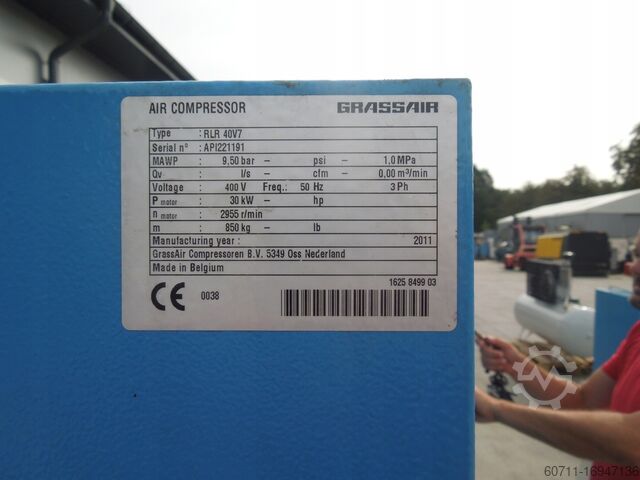 AIR COMPRESSOR GRASSAIR
Type : RLR 40V7
Serial n° : API221191
MAWP : 9.50 bar – psi – 1.0 MPa
Qv : l/s – cfm – 0.00 m³/min
Voltage : 400 V Freq.: 50 Hz 3 Ph
P motor : 30 kW – hp
n motor : 2955 r/min
m : 850 kg – lb
Manufacturing year : 2011
GrassAir Compressoren B.V. 5349 Oss Nederland
Made in Belgium
1625 8499 03
CE 0038
60711-16947136